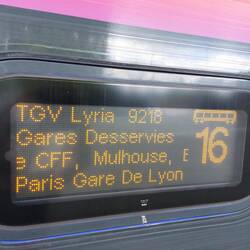 TGV Lyria 9218
Gares Desservies
e CFF, Mulhouse, B
Paris Gare De Lyon
16